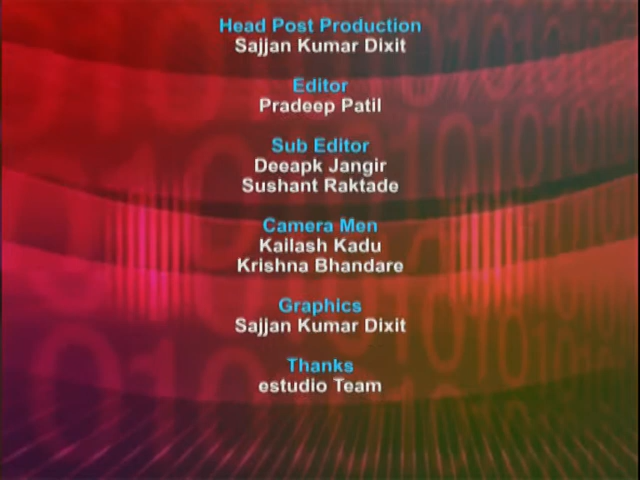 Head Post Production
Sajjan Kumar Dixit
Editor
Pradeep Patil
Sub Editor
Deeapk Jangir
Sushant Raktade
Camera Men
Kailash Kadu
Krishna Bhandare
Graphics
Sajjan Kumar Dixit
Thanks
estudio Team